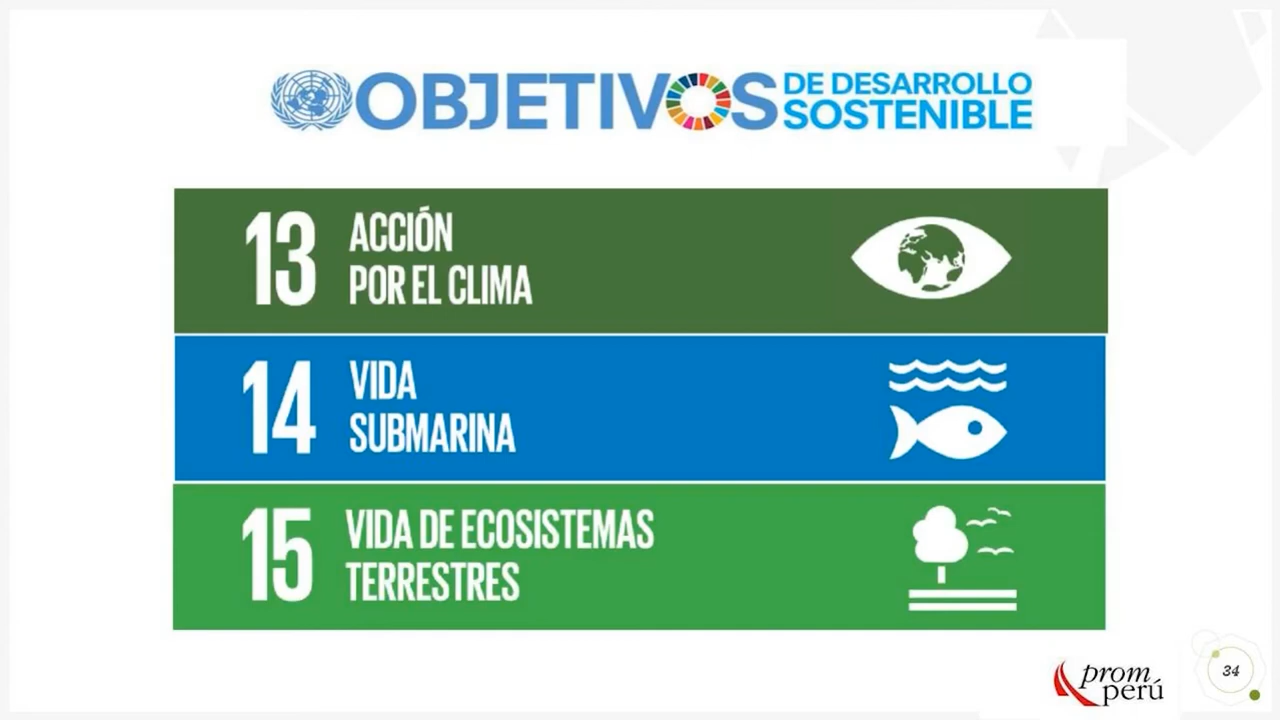 OBJETIVOS DE DESARROLLO
SOSTENIBLE
13 ACCIÓN
POR EL CLIMA
14 VIDA
SUBMARINA
15 VIDA DE ECOSISTEMAS
TERRESTRES
prom
perú
34